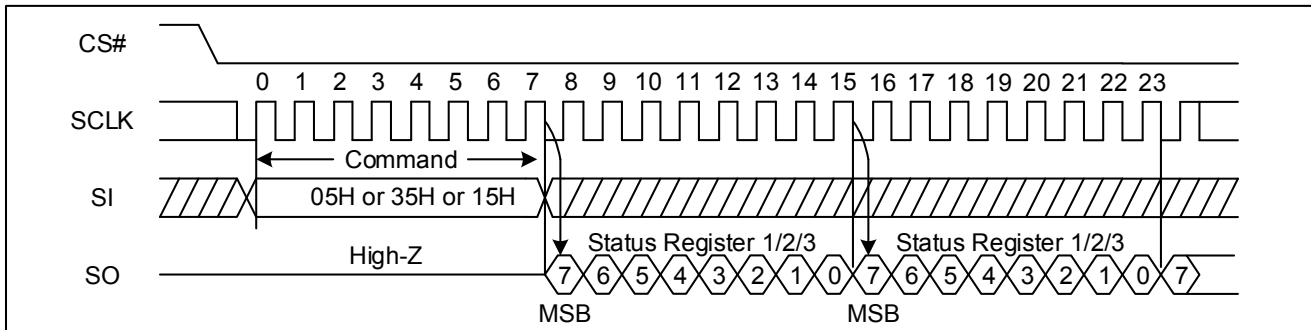 CS#
0 1 2 3 4 5 6 7 8 9 10 11 12 13 14 15 16 17 18 19 20 21 22 23
SCLK
Command
SI
05H or 35H or 15H
High-Z
Status Register 1/2/3 Status Register 1/2/3
SO
7 6 5 4 3 2 1 0 7 6 5 4 3 2 1 0 7
MSB MSB